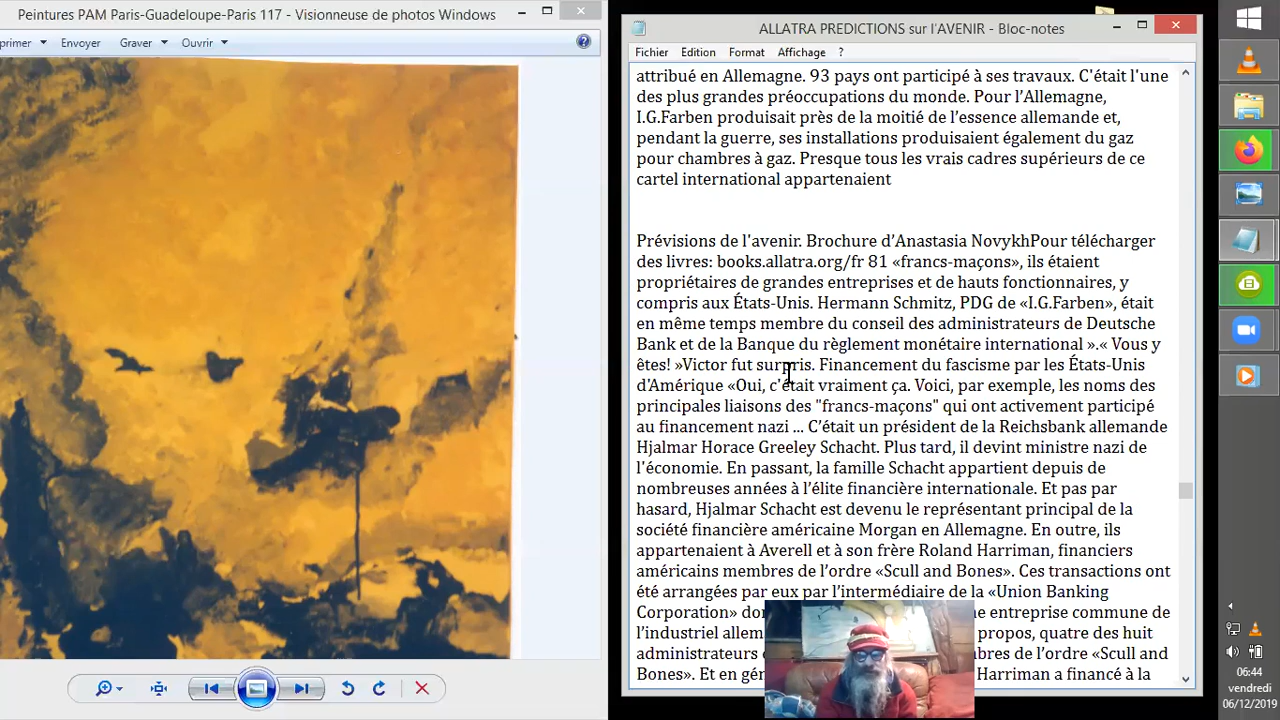 Peintures PAM Paris-Guadeloupe-Paris 117 - Visionneuse de photos Windows
primer Envoyer Graver Ouvrir
ALLATRA PREDICTIONS sur l'AVENIR - Bloc-notes
Fichier Edition Format Affichage ?
attribué en Allemagne. 93 pays ont participé à ses travaux. C'était l'une
des plus grandes préoccupations du monde. Pour l’Allemagne,
I.G.Farben produisait près de la moitié de l’essence allemande et,
pendant la guerre, ses installations produisaient également du gaz
pour chambres à gaz. Presque tous les vrais cadres supérieurs de ce
cartel international appartenaient
Prévisions de l'avenir. Brochure d’Anastasia NovykhPour télécharger
des livres: books.allatra.org/fr 81 «francs-maçons», ils étaient
propriétaires de grandes entreprises et de hauts fonctionnaires, y
compris aux États-Unis. Hermann Schmitz, PDG de «I.G.Farben», était
en même temps membre du conseil des administrateurs de Deutsche
Bank et de la Banque du règlement monétaire international ».« Vous y
êtes! »Victor fut surpris. Financement du fascisme par les États-Unis
d’Amérique «Oui, c'était vraiment ça. Voici, par exemple, les noms des
principales liaisons des "francs-maçons" qui ont activement participé
au financement nazi ... C’était un président de la Reichsbank allemande
Hjalmar Horace Greeley Schacht. Plus tard, il devint ministre nazi de
l'économie. En passant, la famille Schacht appartient depuis de
nombreuses années à l’élite financière internationale. Et pas par
hasard, Hjalmar Schacht est devenu le représentant principal de la
société financière américaine Morgan en Allemagne. En outre, ils
appartenaient à Averell et à son frère Roland Harriman, financiers
américains membres de l’ordre «Scull and Bones». Ces transactions ont
été arrangées par eux par l’intermédiaire de la «Union Banking
Corporation» entreprise commune de
l’industriel propos, quatre des huit
administrateurs «Scull and
Bones». Et en Harriman a financé à la
06:44
vendredi
06/12/2019